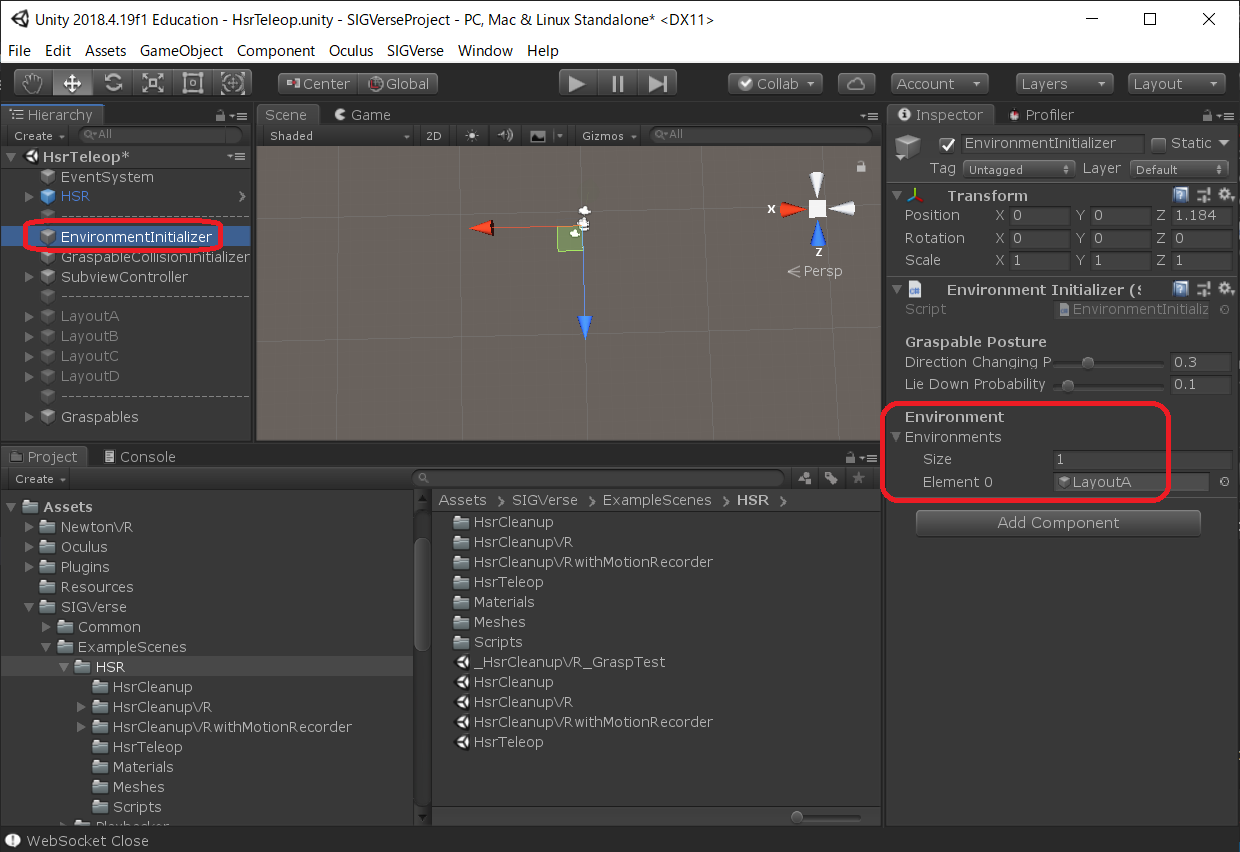 Unity 2018.4.19f1 Education - HsrTeleop.unity - SIGVerseProject - PC, Mac & Linux Standalone* <DX11>
File Edit Assets GameObject Component Oculus SIGVerse Window Help
Center Global Collab Account Layers Layout
Hierarchy
Create All
HsrTeleop*
EventSystem
HSR
--------------------------
EnvironmentInitializer
GraspableCollisionInitializer
SubviewController
--------------------------
LayoutA
LayoutB
LayoutC
LayoutD
--------------------------
Graspables
Scene Game
Shaded 2D Gizmos All
x
z
Persp
Inspector Profiler
EnvironmentInitializer Static
Tag Untagged Layer Default
Transform
Position X 0 Y 0 Z 1.184
Rotation X 0 Y 0 Z 0
Scale X 1 Y 1 Z 1
Environment Initializer (S
Script EnvironmentInitializ
Graspable Posture
Direction Changing P 0.3
Lie Down Probability 0.1
Environment
Environments
Size 1
Element 0 LayoutA
Add Component
Project Console
Create
Assets
NewtonVR
Oculus
Plugins
Resources
SIGVerse
Common
ExampleScenes
HSR
HsrCleanup
HsrCleanupVR
HsrCleanupVRwithMotionRecorder
HsrTeleop
Materials
Meshes
Scripts
Playbacker
Assets > SIGVerse > ExampleScenes > HSR >
HsrCleanup
HsrCleanupVR
HsrCleanupVRwithMotionRecorder
HsrTeleop
Materials
Meshes
Scripts
_HsrCleanupVR_GraspTest
HsrCleanup
HsrCleanupVR
HsrCleanupVRwithMotionRecorder
HsrTeleop
WebSocket Close